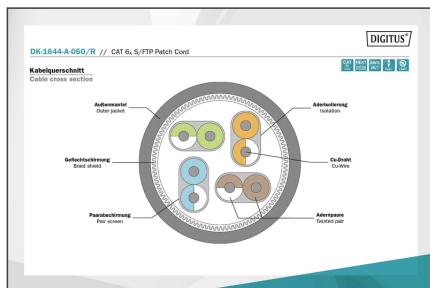 DIGITUS®
DK-1644-A-050/R // CAT 6A S/FTP Patch Cord
Kabelquerschnitt
Cable cross section
Außenmantel
Outer jacket
Aderisolierung
Isolation
Geflechtschirmung
Braid shield
Cu-Draht
Cu-Wire
Paarabschirmung
Pair screen
Adernpaare
Twisted pair